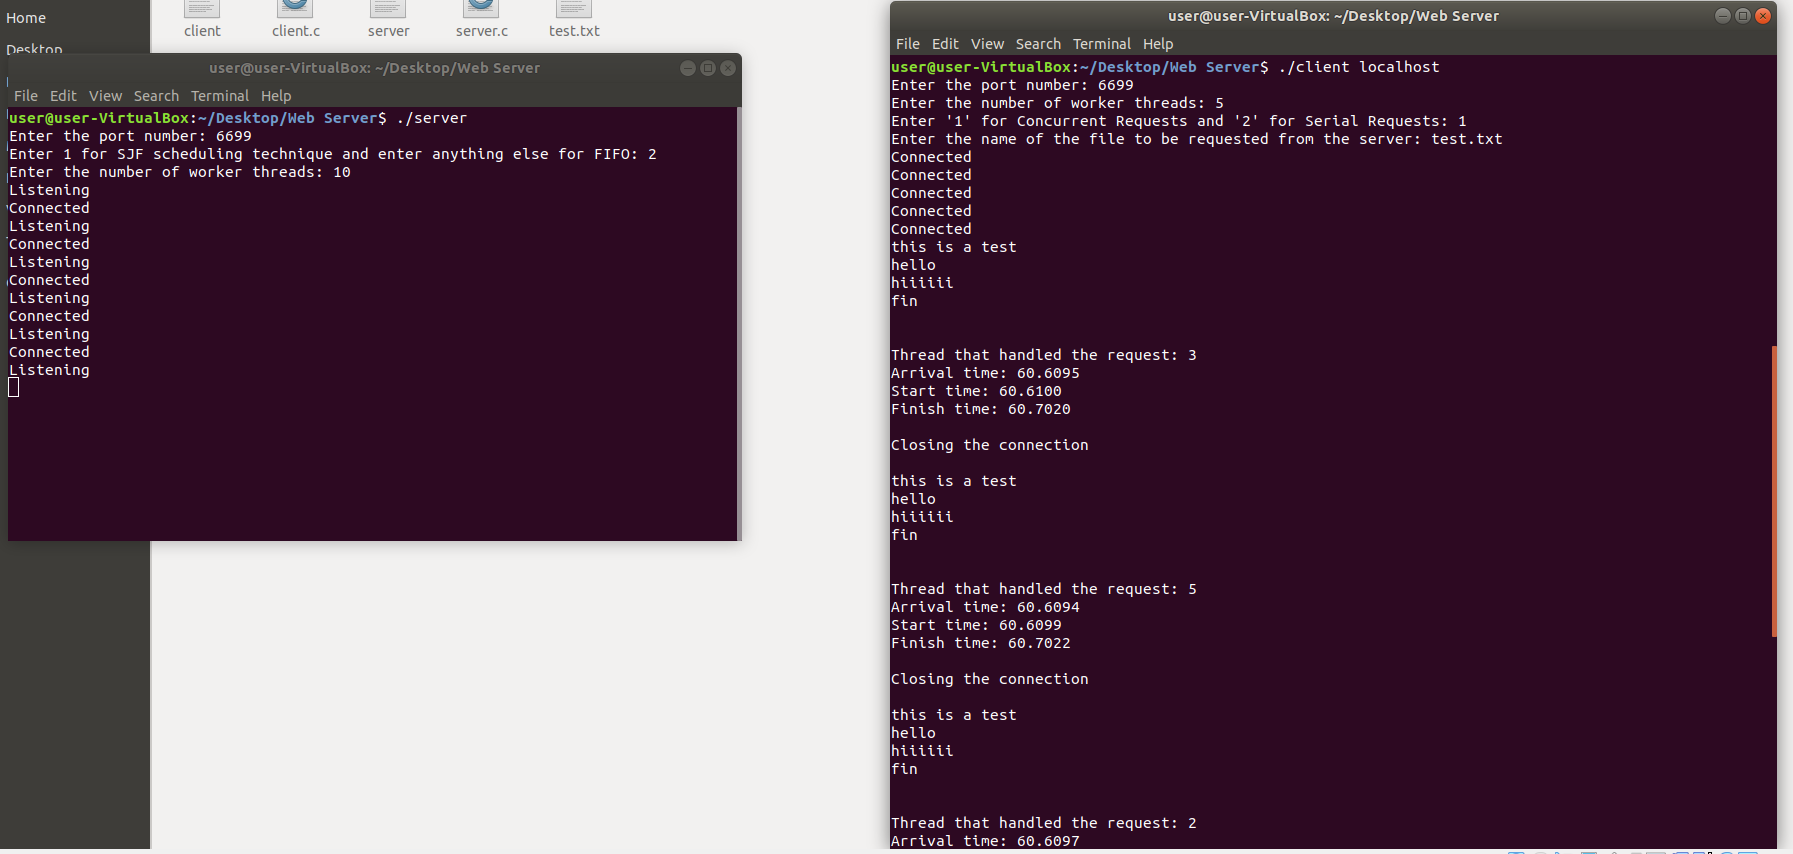 Home
Desktop
client
client.c
server
server.c
test.txt
user@user-VirtualBox: ~/Desktop/Web Server
File Edit View Search Terminal Help
user@user-VirtualBox:~/Desktop/Web Server$ ./server
Enter the port number: 6699
Enter 1 for SJF scheduling technique and enter anything else for FIFO: 2
Enter the number of worker threads: 10
Listening
Connected
Listening
Connected
Listening
Connected
Listening
Connected
Listening
Connected
Listening
user@user-VirtualBox: ~/Desktop/Web Server
File Edit View Search Terminal Help
user@user-VirtualBox:~/Desktop/Web Server$ ./client localhost
Enter the port number: 6699
Enter the number of worker threads: 5
Enter '1' for Concurrent Requests and '2' for Serial Requests: 1
Enter the name of the file to be requested from the server: test.txt
Connected
Connected
Connected
Connected
Connected
this is a test
hello
hiiiiii
fin
Thread that handled the request: 3
Arrival time: 60.6095
Start time: 60.6100
Finish time: 60.7020
Closing the connection
this is a test
hello
hiiiiii
fin
Thread that handled the request: 5
Arrival time: 60.6094
Start time: 60.6099
Finish time: 60.7022
Closing the connection
this is a test
hello
hiiiiii
fin
Thread that handled the request: 2
Arrival time: 60.6097